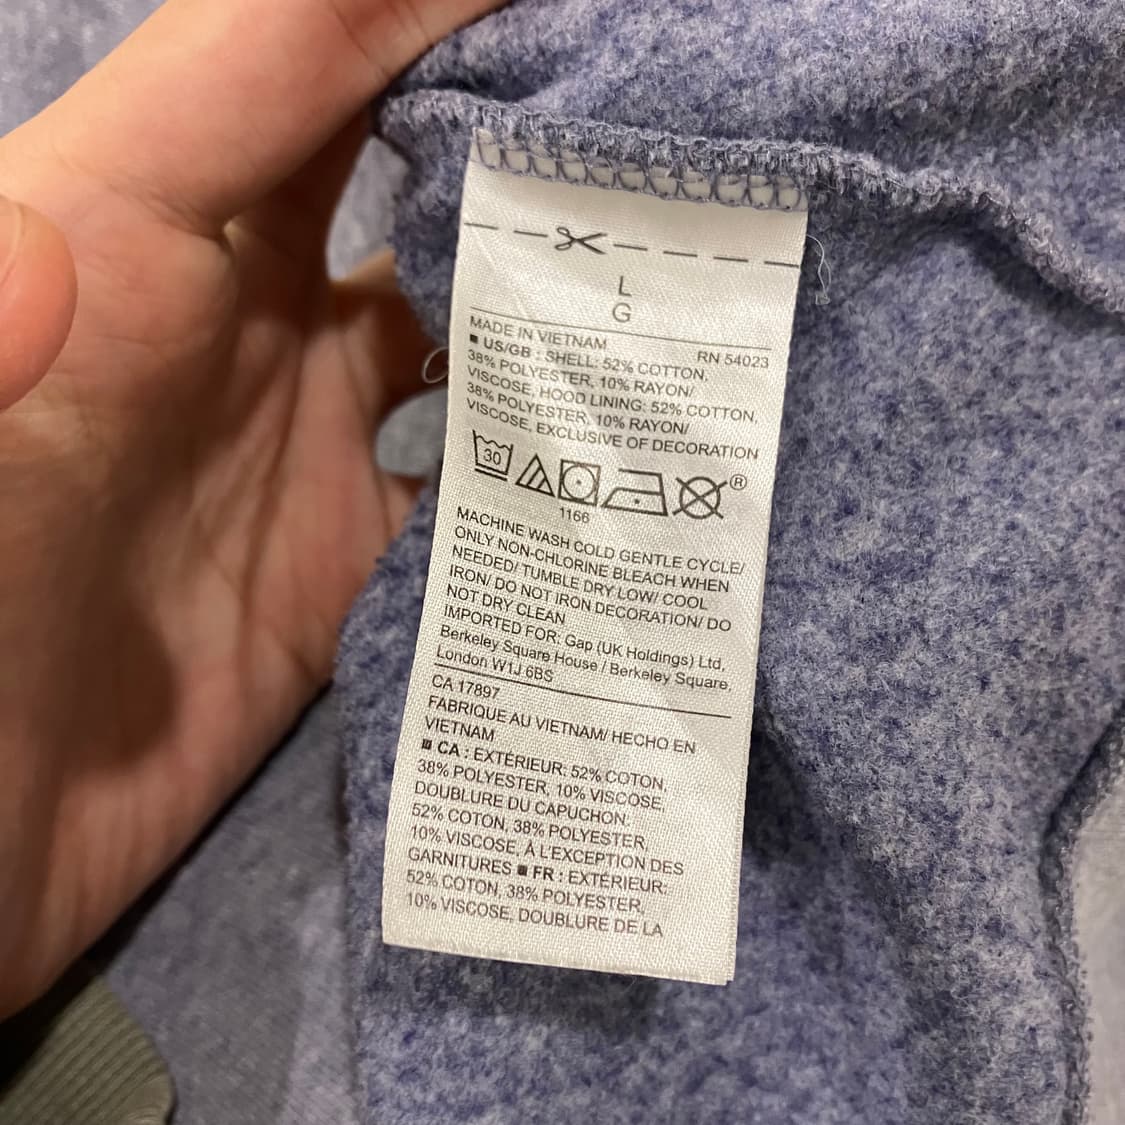 L
G
MADE IN VIETNAM RN 54023
■ US/GB : SHELL: 52% COTTON,
38% POLYESTER, 10% RAYON/
VISCOSE, HOOD LINING: 52% COTTON,
38% POLYESTER, 10% RAYON/
VISCOSE, EXCLUSIVE OF DECORATION
30
®
1166
MACHINE WASH COLD GENTLE CYCLE/
ONLY NON-CHLORINE BLEACH WHEN
NEEDED/ TUMBLE DRY LOW/ COOL
IRON/ DO NOT IRON DECORATION/ DO
NOT DRY CLEAN
IMPORTED FOR: Gap (UK Holdings) Ltd,
Berkeley Square House / Berkeley Square,
London W1J 6BS
CA 17897
FABRIQUE AU VIETNAM/ HECHO EN
VIETNAM
■ CA : EXTÉRIEUR: 52% COTON,
38% POLYESTER, 10% VISCOSE,
DOUBLURE DU CAPUCHON:
52% COTON, 38% POLYESTER,
10% VISCOSE, À L'EXCEPTION DES
GARNITURES ■ FR : EXTÉRIEUR:
52% COTON, 38% POLYESTER,
10% VISCOSE, DOUBLURE DE LA